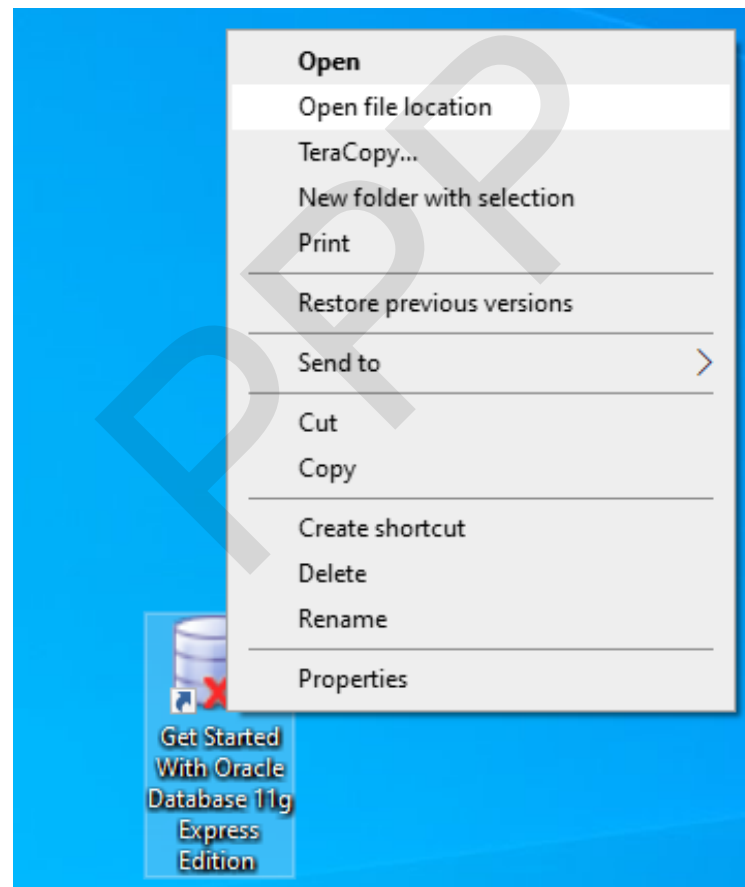 Open
Open file location
TeraCopy...
New folder with selection
Print
Restore previous versions
Send to
Cut
Copy
Create shortcut
Delete
Rename
Properties
Get Started
With Oracle
Database 11g
Express
Edition
PPP